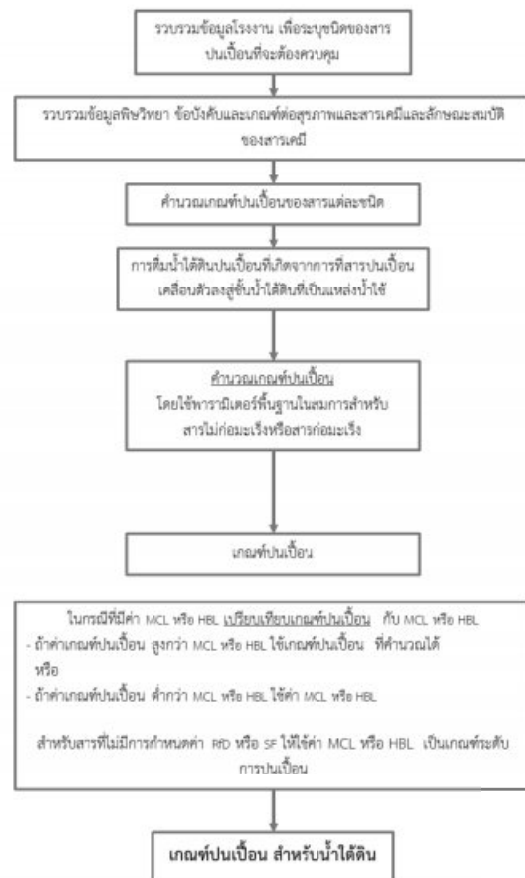 รวบรวมข้อมูลโรงงาน เพื่อระบุชนิดของสาร
ปนเปื้อนที่จะต้องควบคุม
รวบรวมข้อมูลพิษวิทยา ข้อบังคับและเกณฑ์ต่อสุขภาพและสารเคมีและลักษณะสมบัติ
ของสารเคมี
คำนวณเกณฑ์ปนเปื้อนของสารแต่ละชนิด
การดื่มน้ำใต้ดินปนเปื้อนที่เกิดจากการที่สารปนเปื้อน
เคลื่อนตัวลงสู่ชั้นน้ำใต้ดินที่เป็นแหล่งน้ำใช้
คำนวณเกณฑ์ปนเปื้อน
โดยใช้พารามิเตอร์พื้นฐานในสมการสำหรับ
สารไม่ก่อมะเร็งหรือสารก่อมะเร็ง
เกณฑ์ปนเปื้อน
ในกรณีที่มีค่า MCL หรือ HBL เปรียบเทียบเกณฑ์ปนเปื้อน กับ MCL หรือ HBL
- ถ้าค่าเกณฑ์ปนเปื้อน สูงกว่า MCL หรือ HBL ใช้เกณฑ์ปนเปื้อน ที่คำนวณได้
หรือ
- ถ้าค่าเกณฑ์ปนเปื้อน ต่ำกว่า MCL หรือ HBL ใช้ค่า MCL หรือ HBL
สำหรับสารที่ไม่มีการกำหนดค่า RfD หรือ SF ให้ใช้ค่า MCL หรือ HBL เป็นเกณฑ์ระดับ
การปนเปื้อน
เกณฑ์ปนเปื้อน สำหรับน้ำใต้ดิน